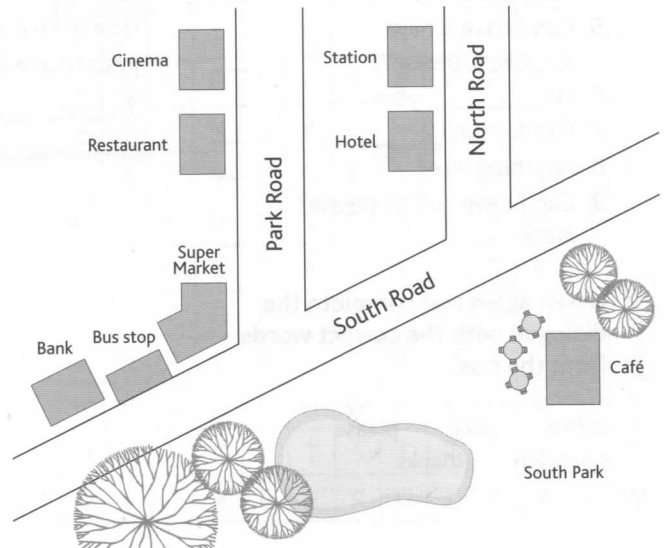 Cinema
Restaurant
Super
Market
Bus stop
Bank
Park Road
Station
Hotel
North Road
South Road
Café
South Park